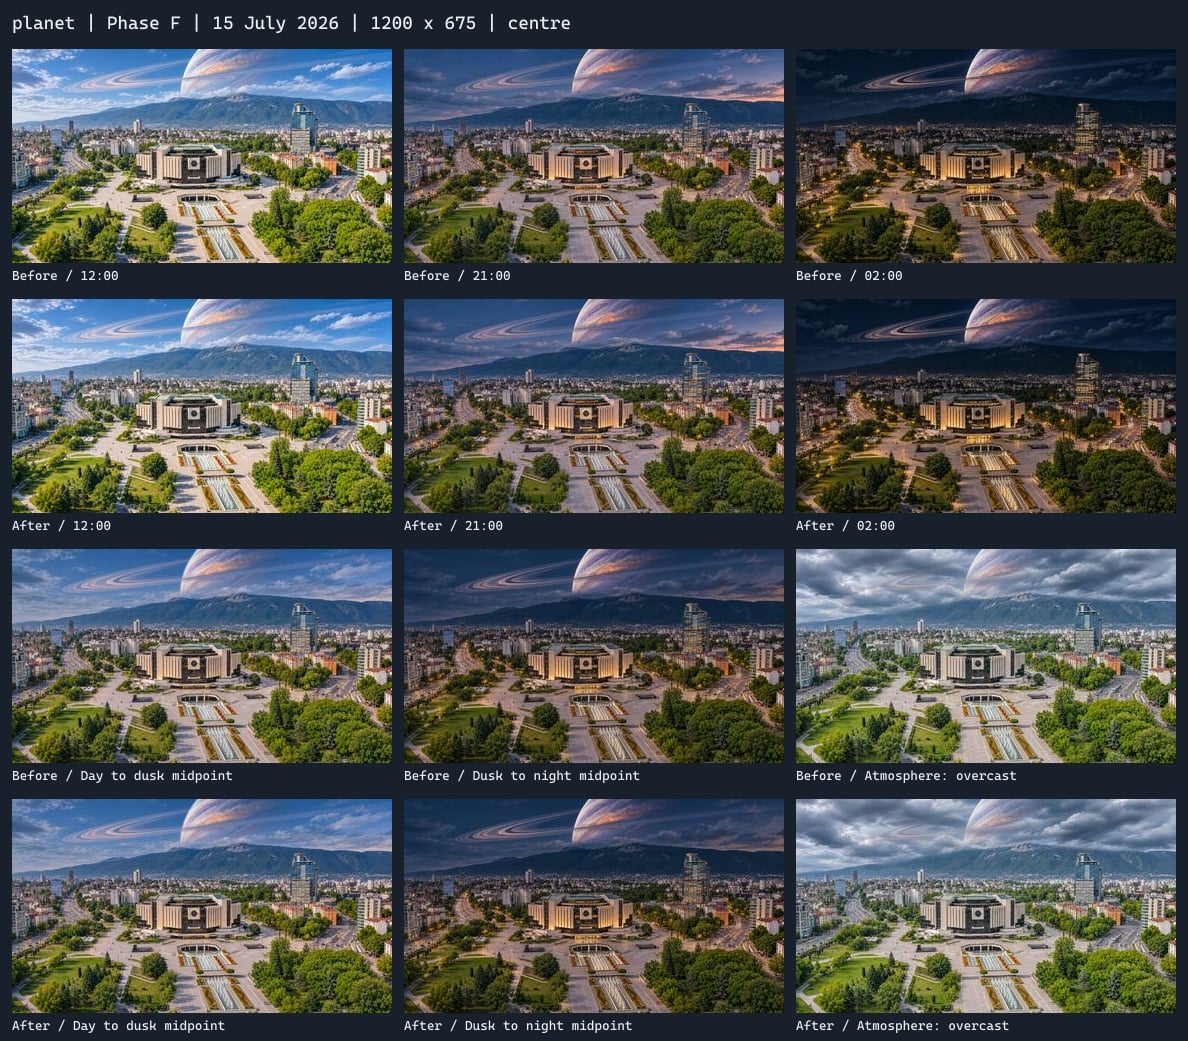 planet | Phase F | 15 July 2026 | 1200 x 675 | centre
Before / 12:00
Before / 21:00
Before / 02:00
After / 12:00
After / 21:00
After / 02:00
Before / Day to dusk midpoint
Before / Dusk to night midpoint
Before / Atmosphere: overcast
After / Day to dusk midpoint
After / Dusk to night midpoint
After / Atmosphere: overcast